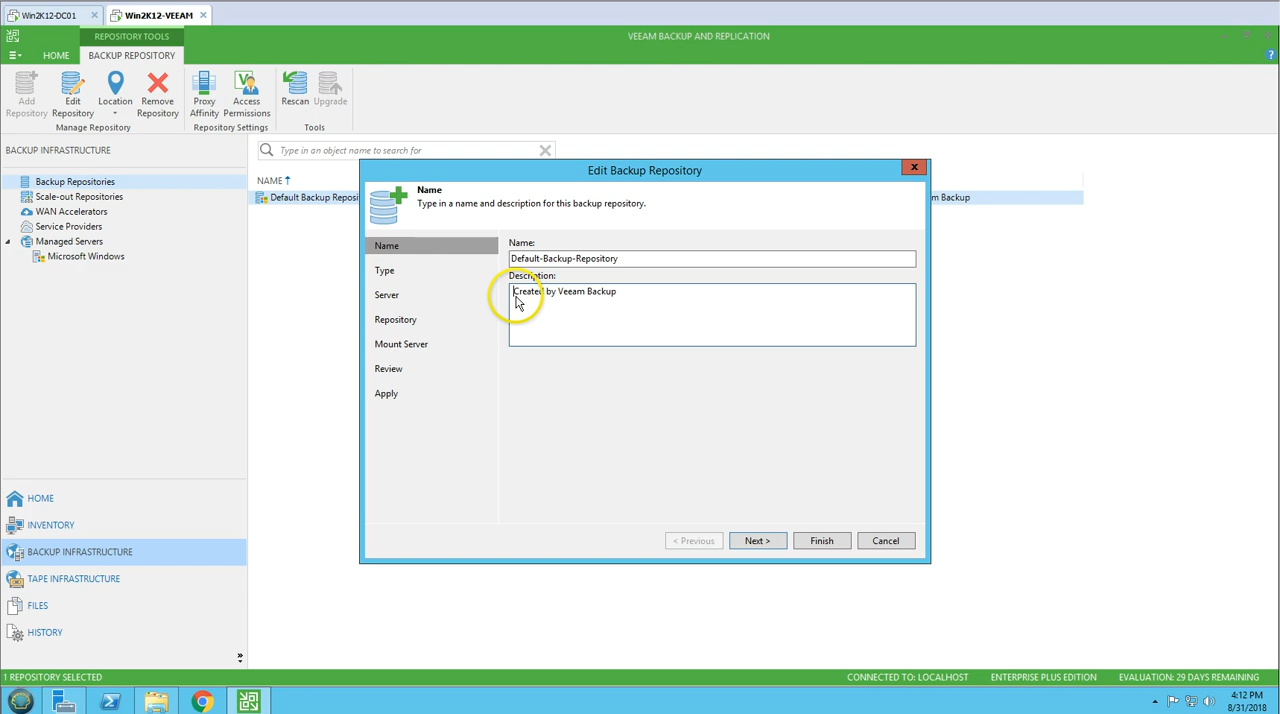 Win2K12-DC01
Win2K12-VEEAM
REPOSITORY TOOLS
VEEAM BACKUP AND REPLICATION
HOME
BACKUP REPOSITORY
Add Repository
Edit Repository
Location
Remove Repository
Proxy Affinity
Access Permissions
Rescan
Upgrade
Manage Repository
Repository Settings
Tools
BACKUP INFRASTRUCTURE
Type in an object name to search for
Backup Repositories
Scale-out Repositories
WAN Accelerators
Service Providers
Managed Servers
Microsoft Windows
NAME
Default Backup
Backup
Edit Backup Repository
Name
Type in a name and description for this backup repository.
Name
Type
Server
Repository
Mount Server
Review
Apply
Name:
Default-Backup-Repository
Description:
Created by Veeam Backup
< Previous
Next >
Finish
Cancel
HOME
INVENTORY
BACKUP INFRASTRUCTURE
TAPE INFRASTRUCTURE
FILES
HISTORY
1 REPOSITORY SELECTED
CONNECTED TO: LOCALHOST
ENTERPRISE PLUS EDITION
EVALUATION: 29 DAYS REMAINING
4:12 PM
8/31/2018